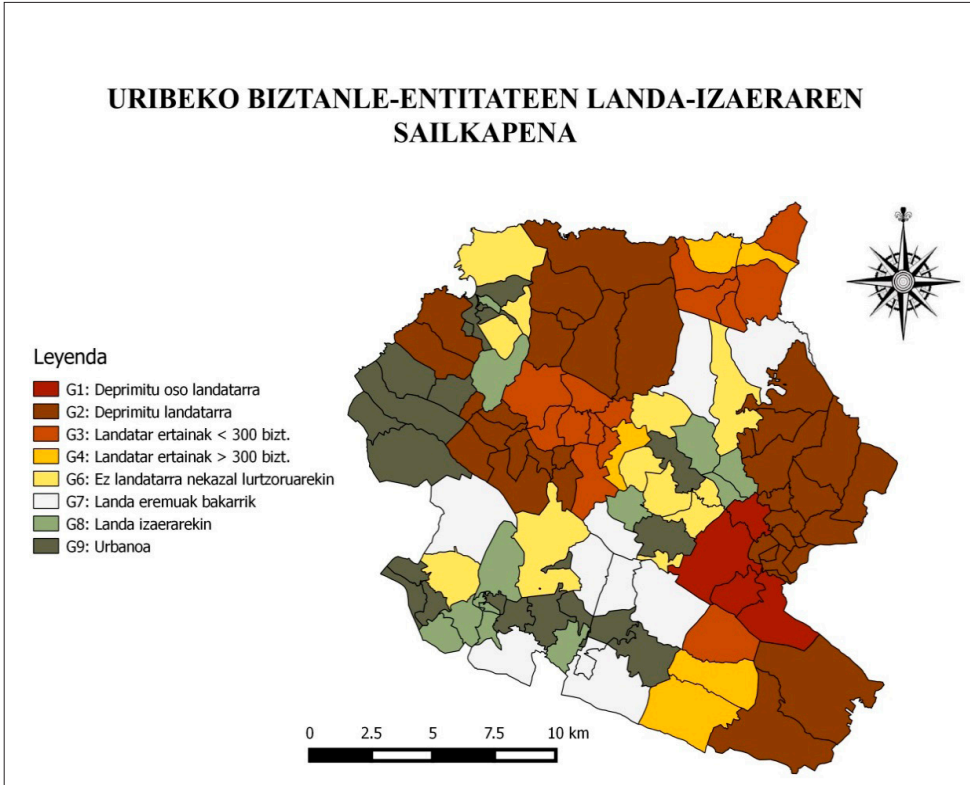 URIBEKO BIZTANLE-ENTITATEEN LANDA-IZAERAREN
SAILKAPENA
Leyenda
G1: Deprimitu oso landatarra
G2: Deprimitu landatarra
G3: Landatar ertainak < 300 bizt.
G4: Landatar ertainak > 300 bizt.
G6: Ez landatarra nekazal lurtzoruarekin
G7: Landa eremuak bakarrik
G8: Landa izaerarekin
G9: Urbanoa
0 2.5 5 7.5 10 km